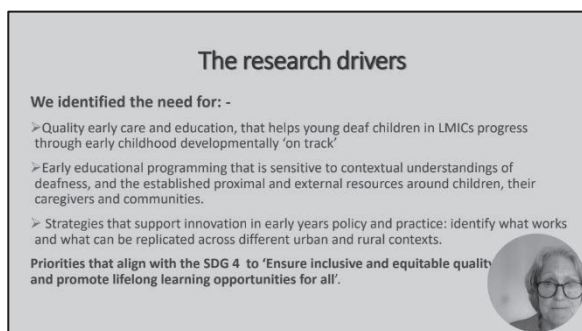 The research drivers
We identified the need for: -
➢Quality early care and education, that helps young deaf children in LMICs progress
through early childhood developmentally ‘on track’
➢Early educational programming that is sensitive to contextual understandings of
deafness, and the established proximal and external resources around children, their
caregivers and communities.
➢ Strategies that support innovation in early years policy and practice: identify what works
and what can be replicated across different urban and rural contexts.
Priorities that align with the SDG 4 to ‘Ensure inclusive and equitable quality
and promote lifelong learning opportunities for all’.